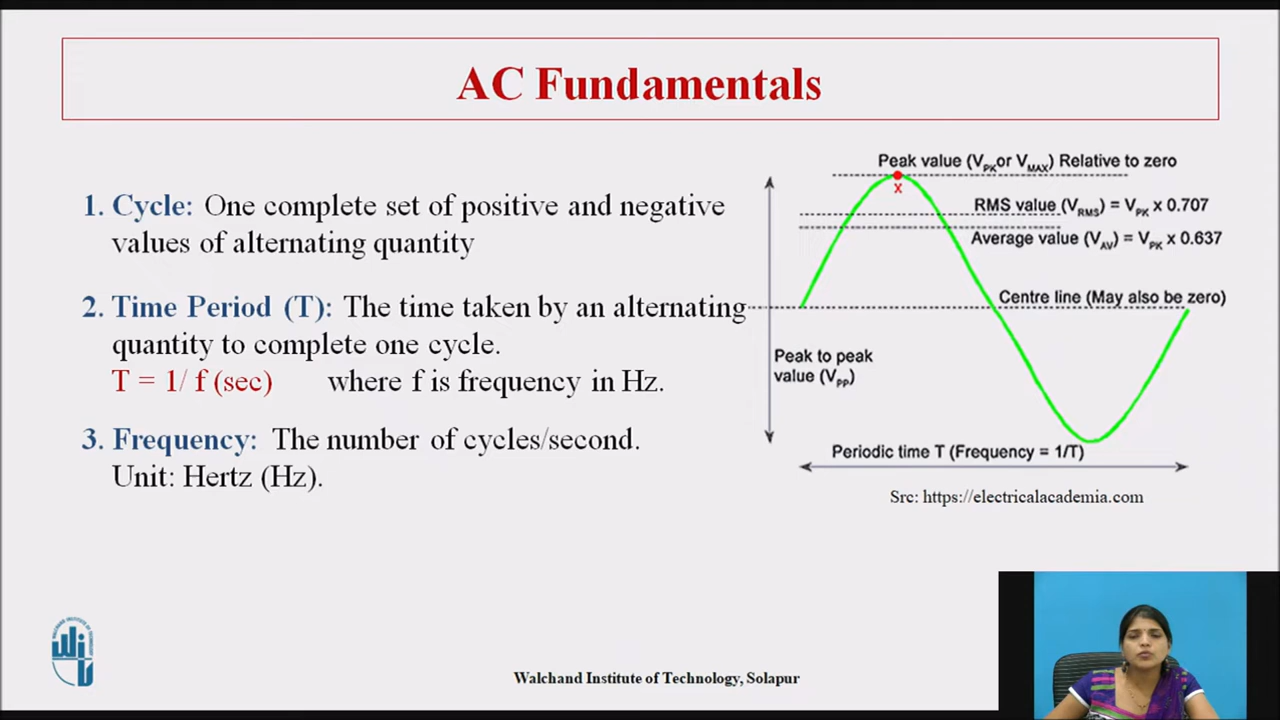 AC Fundamentals
1. Cycle: One complete set of positive and negative
values of alternating quantity
2. Time Period (T): The time taken by an alternating
quantity to complete one cycle.
T = 1/ f (sec) where f is frequency in Hz.
3. Frequency: The number of cycles/second.
Unit: Hertz (Hz).
Peak value (VPK or VMAX) Relative to zero
X
RMS value (VRMS) = VPK x 0.707
Average value (VAV) = VPK x 0.637
Centre line (May also be zero)
Peak to peak
value (VPP)
Periodic time T (Frequency = 1/T)
Src: https://electricalacademia.com
Walchand Institute of Technology, Solapur